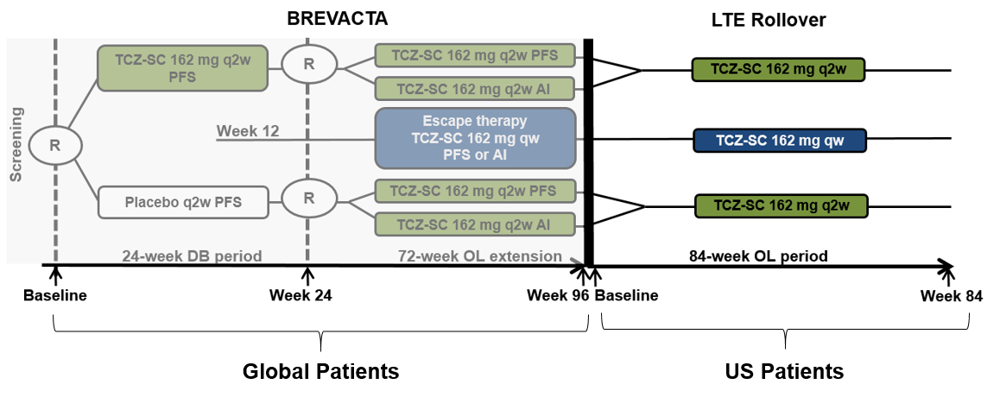 BREVACTA
LTE Rollover
Screening
R
TCZ-SC 162 mg q2w
PFS
R
TCZ-SC 162 mg q2w PFS
TCZ-SC 162 mg q2w AI
TCZ-SC 162 mg q2w
Week 12
Escape therapy
TCZ-SC 162 mg qw
PFS or AI
TCZ-SC 162 mg qw
Placebo q2w PFS
R
TCZ-SC 162 mg q2w PFS
TCZ-SC 162 mg q2w AI
TCZ-SC 162 mg q2w
24-week DB period
72-week OL extension
84-week OL period
Baseline
Week 24
Week 96
Baseline
Week 84
Global Patients
US Patients